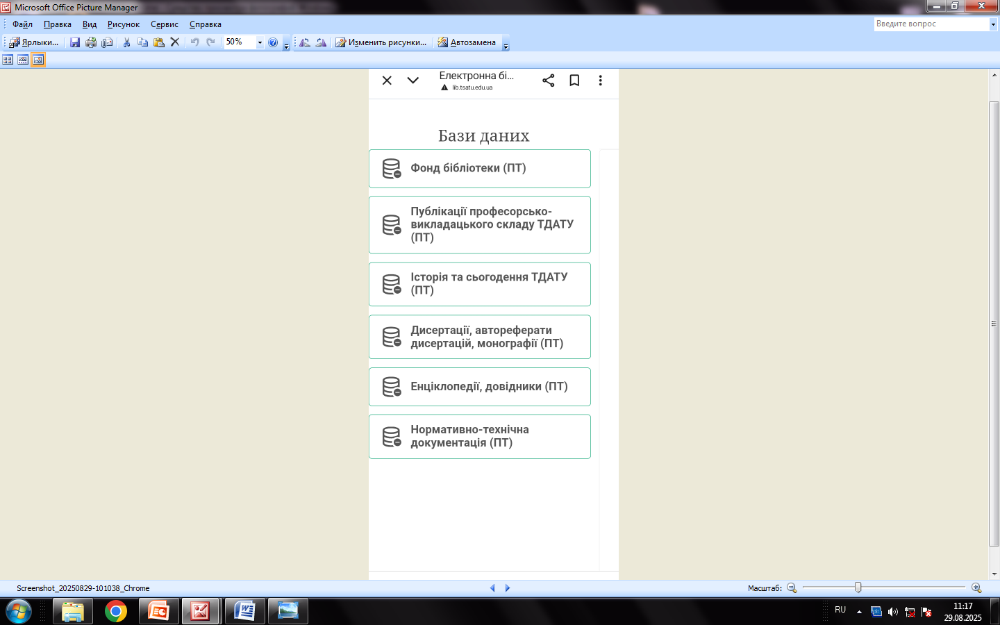 Microsoft Office Picture Manager
Файл Правка Вид Рисунок Сервис Справка
Введите вопрос
Ярлыки... 50% Изменить рисунки... Автозамена
Електронна бі...
lib.tsatu.edu.ua
Бази даних
Фонд бібліотеки (ПТ)
Публікації професорсько-
викладацького складу ТДАТУ
(ПТ)
Історія та сьогодення ТДАТУ
(ПТ)
Дисертації, автореферати
дисертацій, монографії (ПТ)
Енціклопедії, довідники (ПТ)
Нормативно-технічна
документація (ПТ)
Screenshot_20250829-101038_Chrome
Масштаб:
RU
11:17
29.08.2025